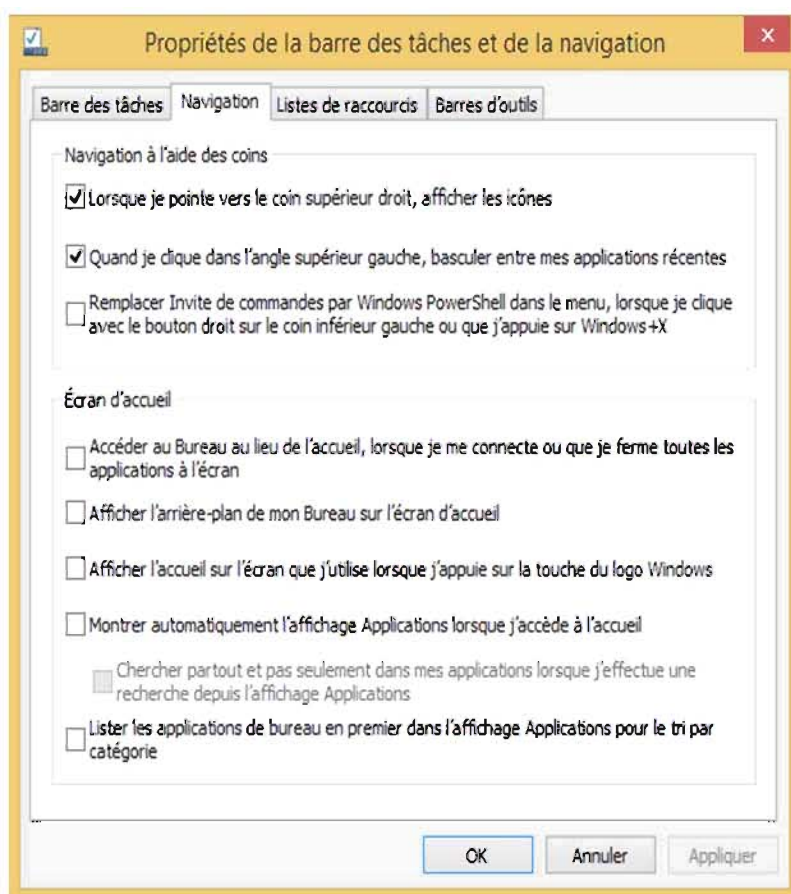 Propriétés de la barre des tâches et de la navigation
x
Barre des tâches Navigation Listes de raccourcis Barres d'outils
Navigation à l'aide des coins
Lorsque je pointe vers le coin supérieur droit, afficher les icônes
Quand je clique dans l'angle supérieur gauche, basculer entre mes applications récentes
Remplacer Invite de commandes par Windows PowerShell dans le menu, lorsque je clique
avec le bouton droit sur le coin inférieur gauche ou que j'appuie sur Windows+X
Écran d'accueil
Accéder au Bureau au lieu de l'accueil, lorsque je me connecte ou que je ferme toutes les
applications à l'écran
Afficher l'arrière-plan de mon Bureau sur l'écran d'accueil
Afficher l'accueil sur l'écran que j'utilise lorsque j'appuie sur la touche du logo Windows
Montrer automatiquement l'affichage Applications lorsque j'accède à l'accueil
Chercher partout et pas seulement dans mes applications lorsque j'effectue une
recherche depuis l'affichage Applications
Lister les applications de bureau en premier dans l'affichage Applications pour le tri par
catégorie
OK Annuler Appliquer